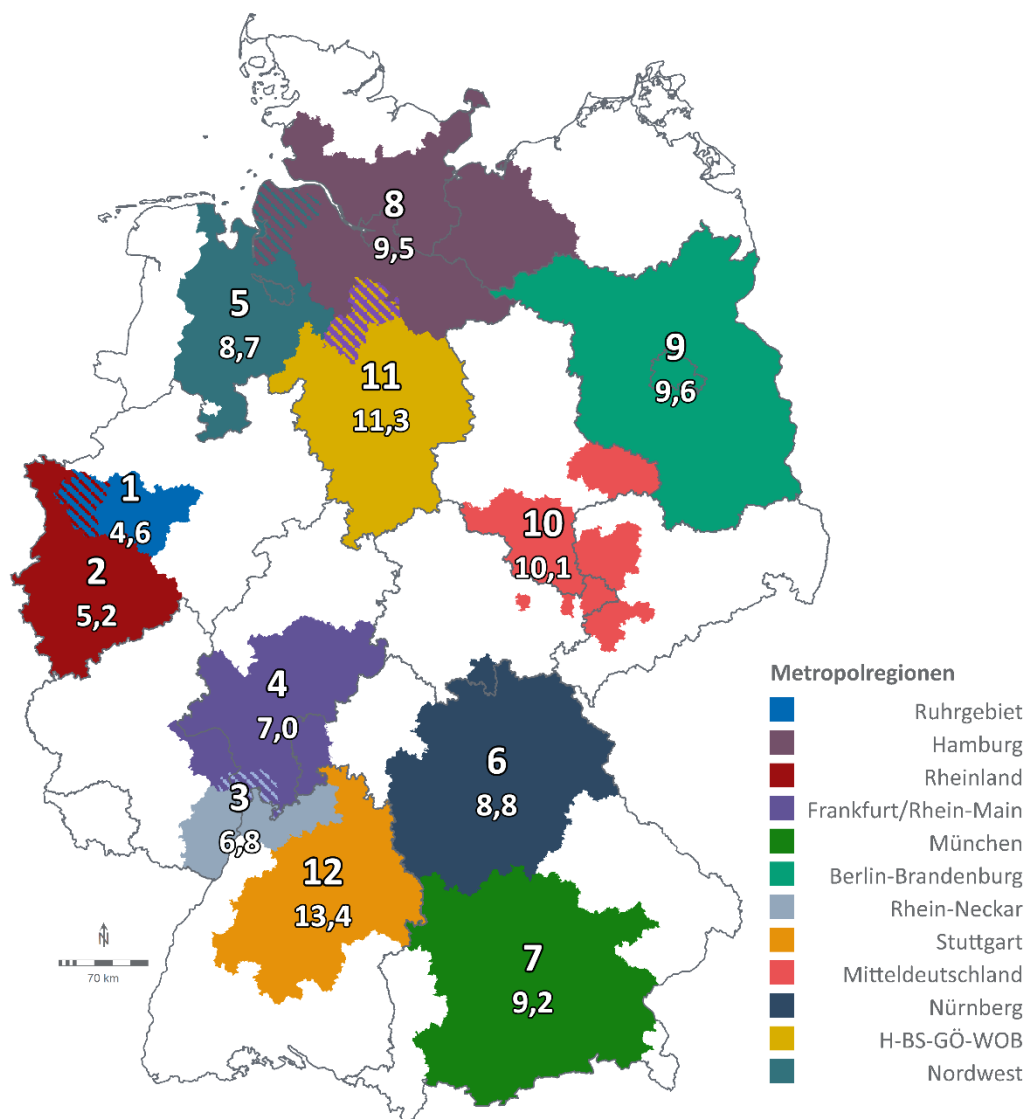 8
9,5
5
8,7
9
9,6
11
11,3
1
4,6
10
10,1
2
5,2
4
7,0
6
8,8
3
6,8
12
13,4
7
9,2
N
70 km
Metropolregionen
Ruhrgebiet
Hamburg
Rheinland
Frankfurt/Rhein-Main
München
Berlin-Brandenburg
Rhein-Neckar
Stuttgart
Mitteldeutschland
Nürnberg
H-BS-GÖ-WOB
Nordwest